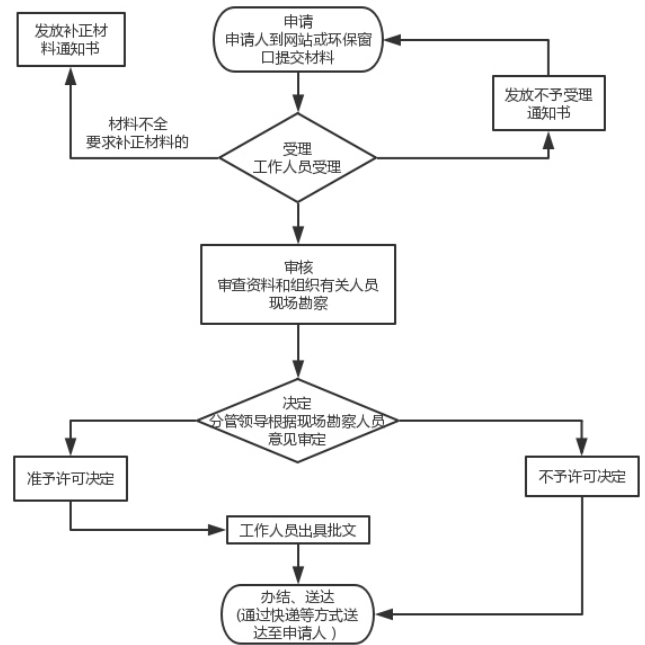 发放补正材
料通知书
申请
申请人到网站或环保窗
口提交材料
发放不予受理
通知书
材料不全
要求补正材料的
受理
工作人员受理
审核
审查资料和组织有关人员
现场勘察
决定
分管领导根据现场勘察人员
意见审定
准予许可决定
不予许可决定
工作人员出具批文
办结、送达
(通过快递等方式送
达至申请人）